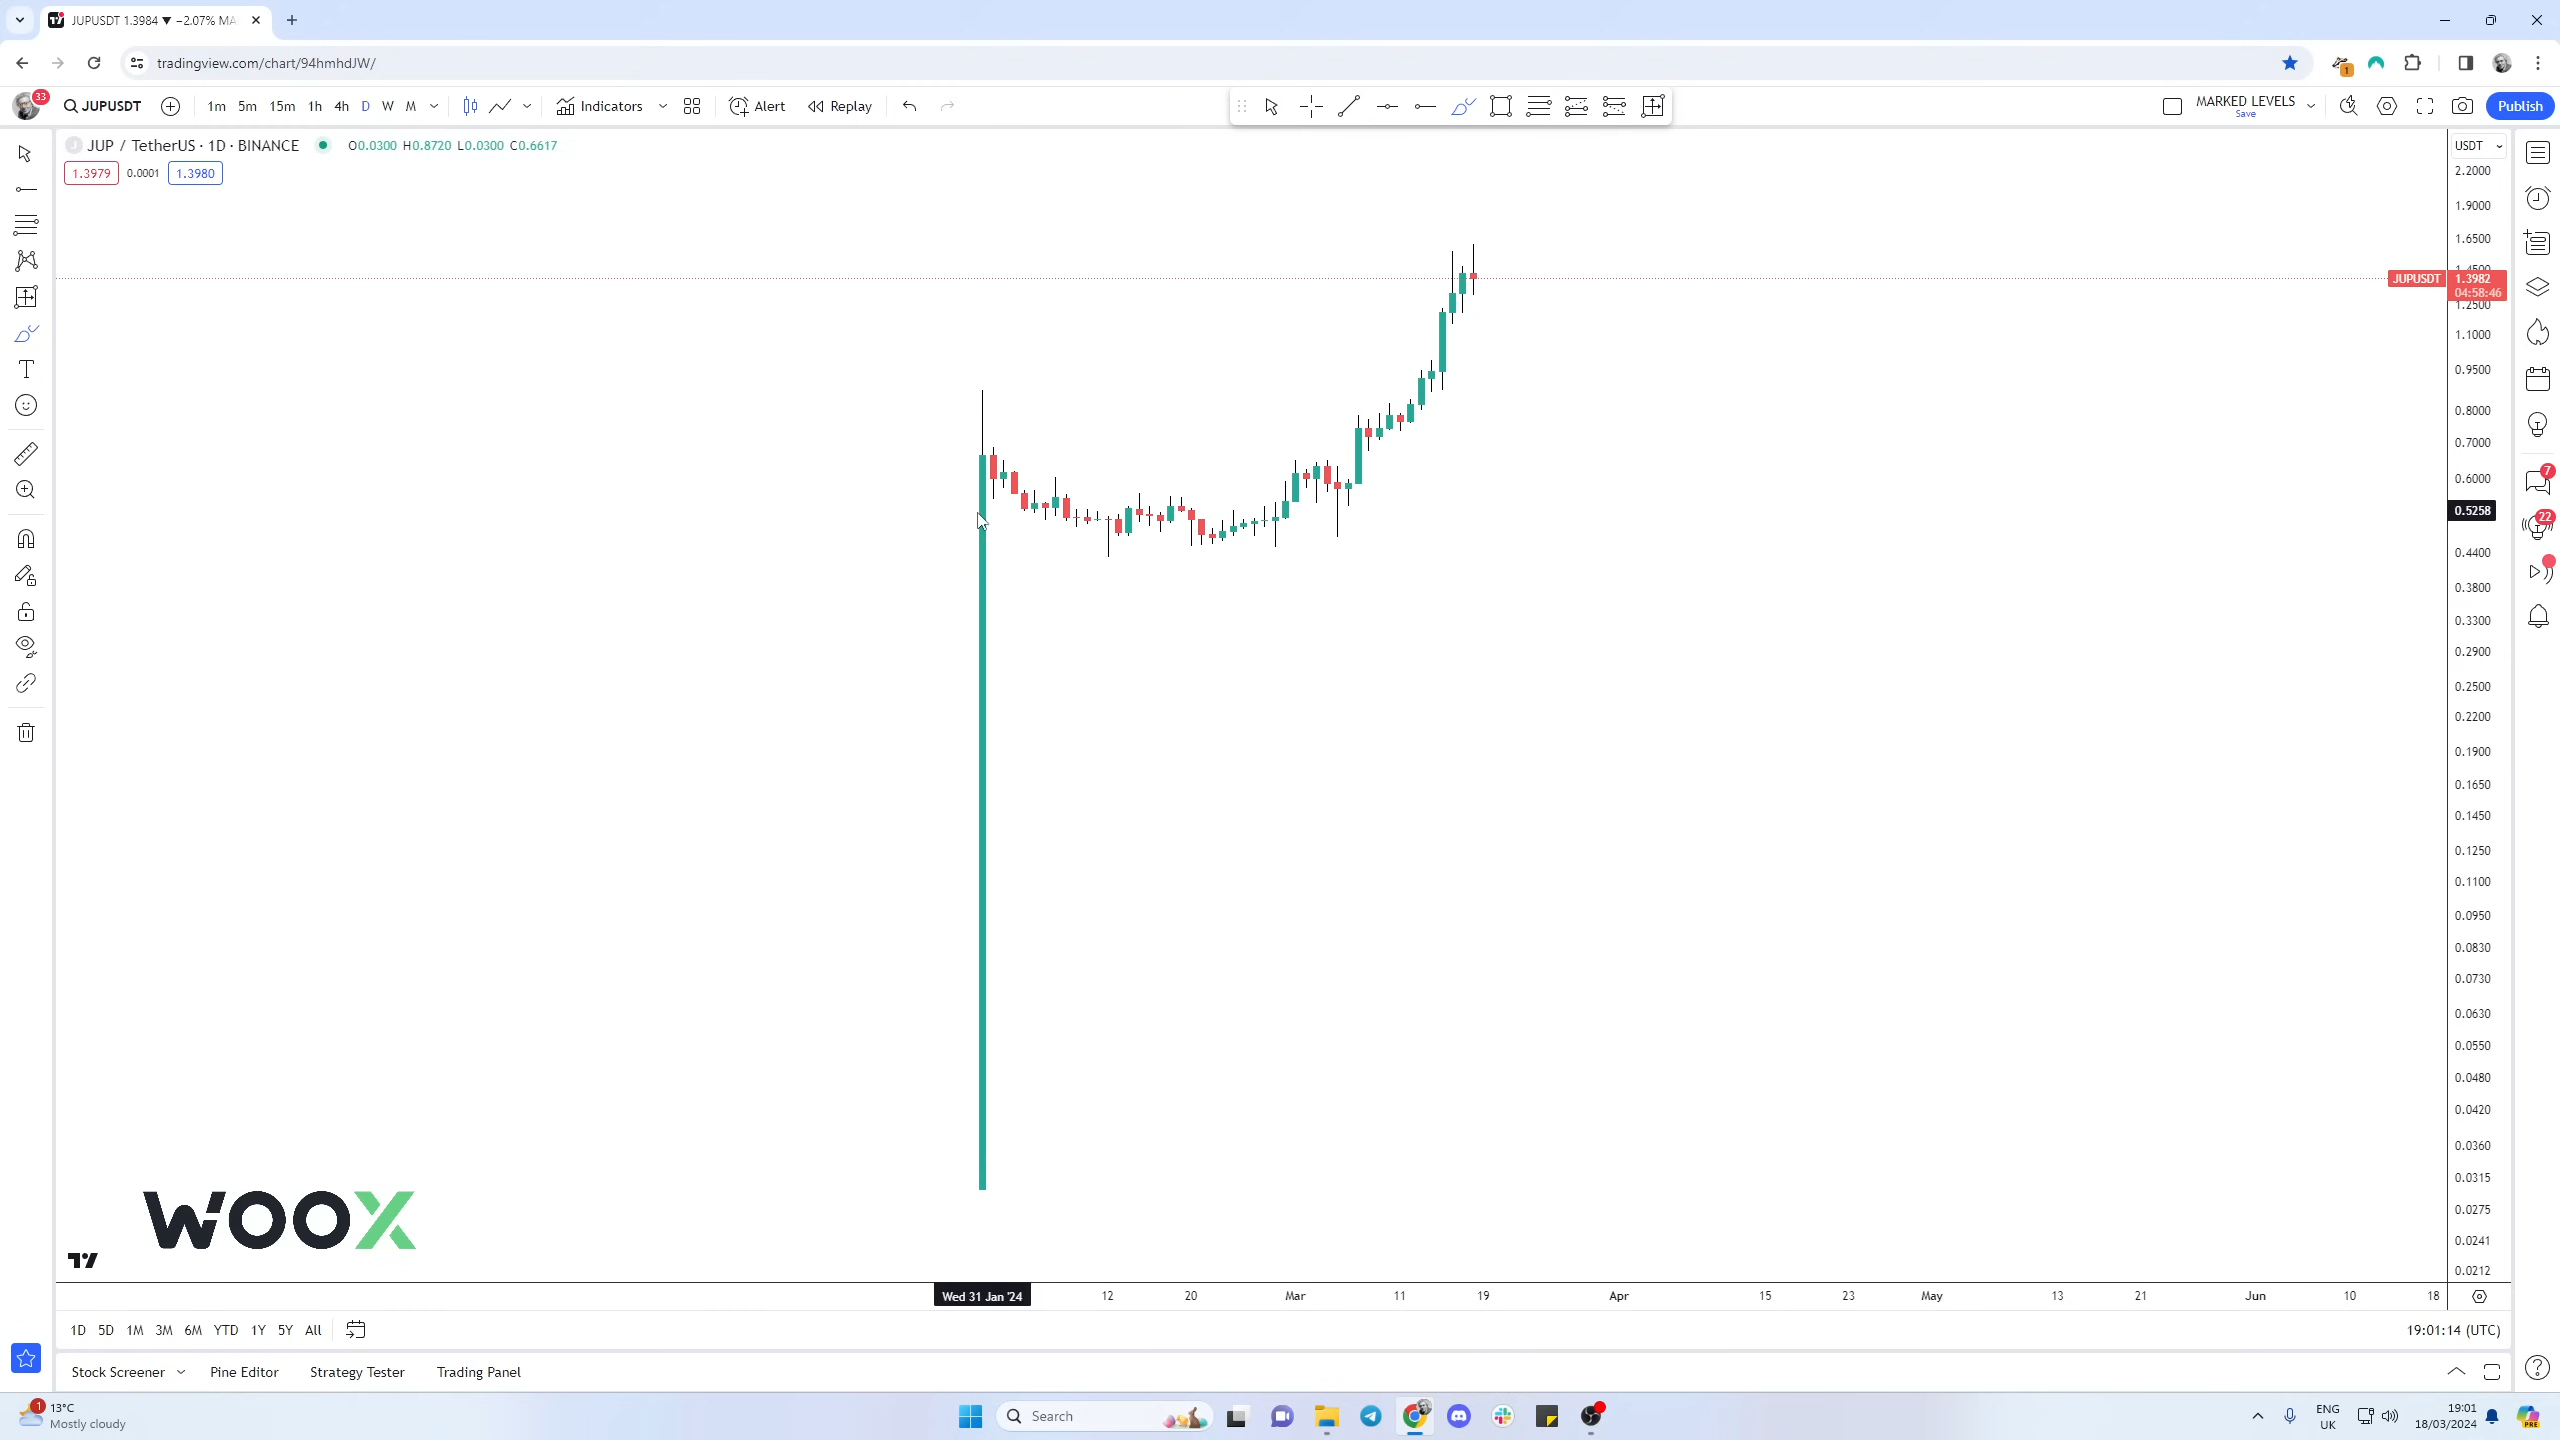 JUPUSDT 1.3984 ▼ −2.07% MA
tradingview.com/chart/94hmhdJW/
33
JUPUSDT 1m 5m 15m 1h 4h D W M Indicators Alert Replay MARKED LEVELS Save Publish
1
JUP / TetherUS · 1D · BINANCE O0.0300 H0.8720 L0.0300 C0.6617
1.3979 0.0001 1.3980
USDT
2.2000
1.9000
1.6500
JUPUSDT 1.3982
04:58:46
1.2500
1.1000
0.9500
0.8000
0.7000
0.6000
0.5258
0.4400
0.3800
0.3300
0.2900
0.2500
0.2200
0.1900
0.1650
0.1450
0.1250
0.1100
0.0950
0.0830
0.0730
0.0630
0.0550
0.0480
0.0420
0.0360
0.0315
0.0275
0.0241
0.0212
7
22
WOOX
Wed 31 Jan '24 12 20 Mar 11 19 Apr 15 23 May 13 21 Jun 10 18
1D 5D 1M 3M 6M YTD 1Y 5Y All 19:01:14 (UTC)
Stock Screener Pine Editor Strategy Tester Trading Panel
1
13°C
Mostly cloudy
Search
ENG
UK
19:01
18/03/2024
PRE